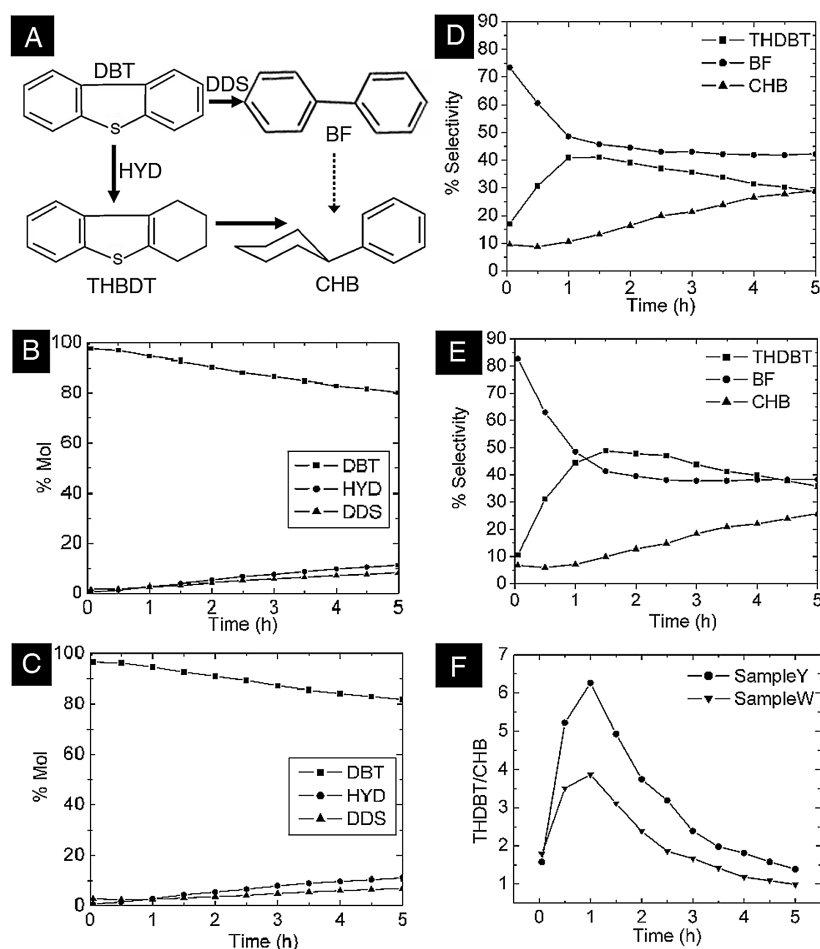 A
DBT
DDS
S
BF
HYD
S
THBDT
CHB
B
100
80
60
40
20
0
% Mol
DBT
HYD
DDS
0 1 2 3 4 5
Time (h)
C
100
80
60
40
20
0
% Mol
DBT
HYD
DDS
0 1 2 3 4 5
Time (h)
D
90
80
70
60
50
40
30
20
10
0
% Selectivity
THDBT
BF
CHB
0 1 2 3 4 5
Time (h)
E
90
80
70
60
50
40
30
20
10
0
% Selectivity
THDBT
BF
CHB
0 1 2 3 4 5
Time (h)
F
7
6
5
4
3
2
1
THDBT/CHB
SampleY
SampleW
0 1 2 3 4 5
Time (h)